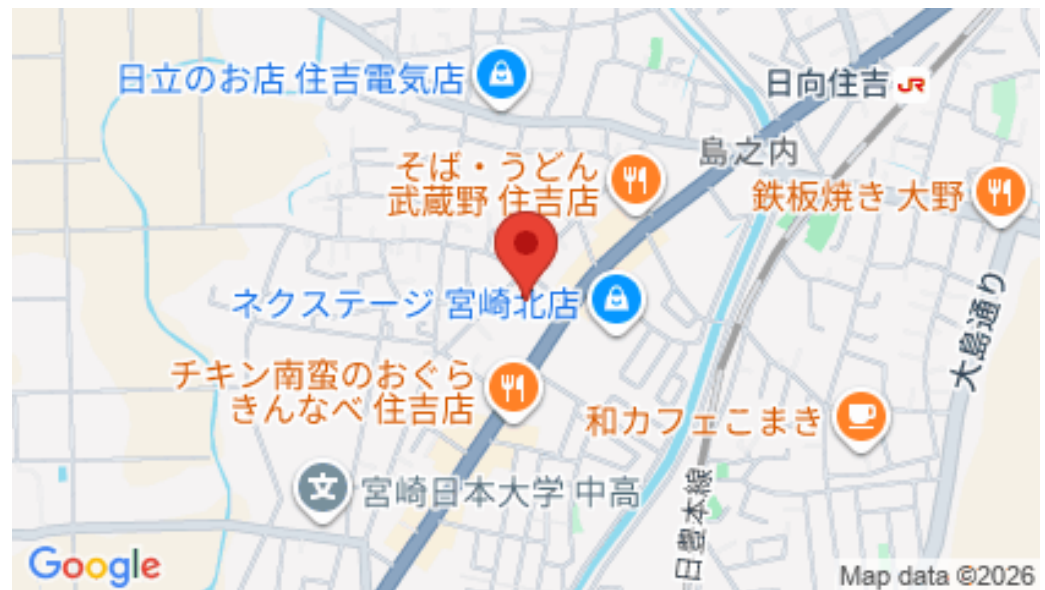 日立のお店 住吉電気店
日向住吉
JR
島之内
そば・うどん
武蔵野 住吉店
鉄板焼き 大野
ネクステージ 宮崎北店
大島通り
チキン南蛮のおぐら
きんなべ 住吉店
和カフェこまき
文
宮崎日本大学 中高
日豊本線
Google
Map data ©2026